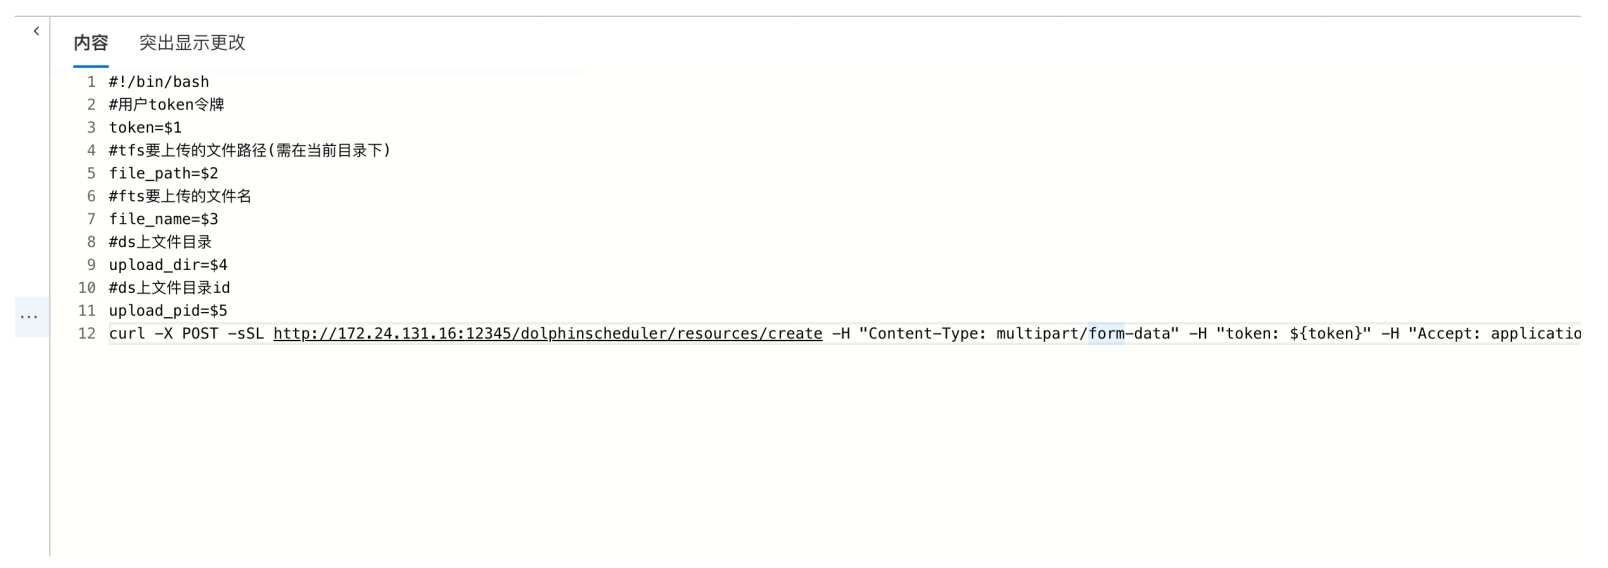 内容 突出显示更改
1 #!/bin/bash
2 #用户token令牌
3 token=$1
4 #tfs要上传的文件路径(需在当前目录下)
5 file_path=$2
6 #fts要上传的文件名
7 file_name=$3
8 #ds上文件目录
9 upload_dir=$4
10 #ds上文件目录id
11 upload_pid=$5
12 curl -X POST -sSL http://172.24.131.16:12345/dolphinscheduler/resources/create -H "Content-Type: multipart/form-data" -H "token: ${token}" -H "Accept: applicatio